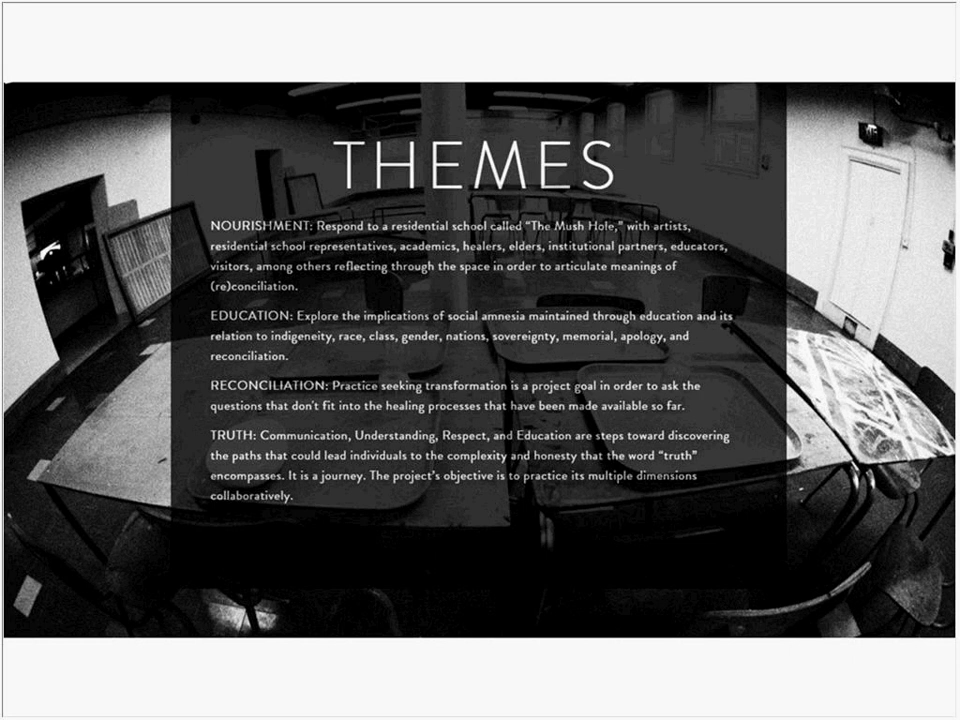 THEMES
NOURISHMENT: Respond to a residential school called “The Mush Hole,” with artists,
residential school representatives, academics, healers, elders, institutional partners, educators,
visitors, among others reflecting through the space in order to articulate meanings of
(re)conciliation.
EDUCATION: Explore the implications of social amnesia maintained through education and its
relation to indigeneity, race, class, gender, nations, sovereignty, memorial, apology, and
reconciliation.
RECONCILIATION: Practice seeking transformation is a project goal in order to ask the
questions that don't fit into the healing processes that have been made available so far.
TRUTH: Communication, Understanding, Respect, and Education are steps toward discovering
the paths that could lead individuals to the complexity and honesty that the word “truth”
encompasses. It is a journey. The project’s objective is to practice its multiple dimensions
collaboratively.